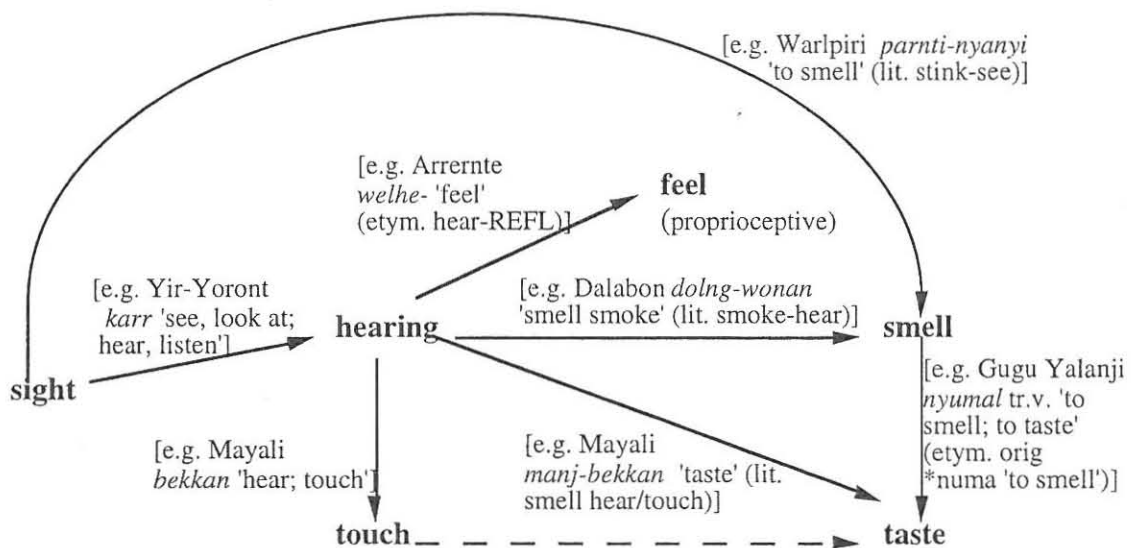 [e.g. Warlpiri parnti-nyanyi
'to smell' (lit. stink-see)]
[e.g. Arrernte
welhe- 'feel'
(etym. hear-REFL)]
feel
(proprioceptive)
[e.g. Yir-Yoront
karr 'see, look at;
hear, listen']
hearing
[e.g. Dalabon dolng-wonan
'smell smoke' (lit. smoke-hear)]
smell
sight
[e.g. Gugu Yalanji
nyumal tr.v. 'to
smell; to taste'
(etym. orig
*numa 'to smell')]
[e.g. Mayali
bekkan 'hear; touch']
[e.g. Mayali
manj-bekkan 'taste' (lit.
smell hear/touch)]
touch
taste